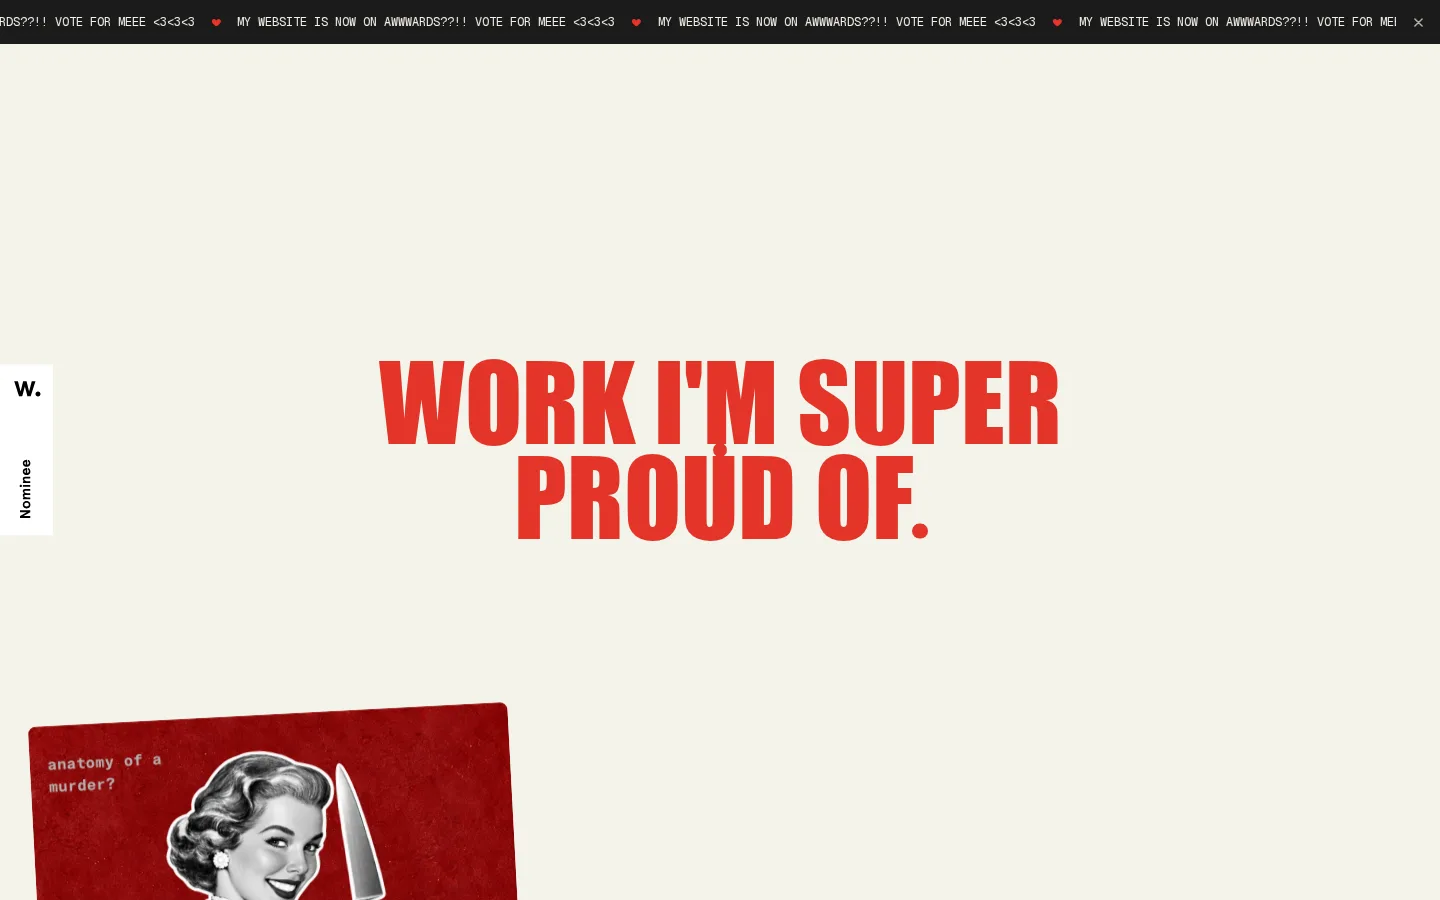 RDS??!! VOTE FOR MEEE <3<3<3 MY WEBSITE IS NOW ON AWWWARDS??!! VOTE FOR MEEE <3<3<3 MY WEBSITE IS NOW ON AWWWARDS??!! VOTE FOR MEEE <3<3<3 MY WEBSITE IS NOW ON AWWWARDS??!! VOTE FOR MEE
WORK I'M SUPER
PROUD OF.
W.
Nominee
anatomy of a
murder?